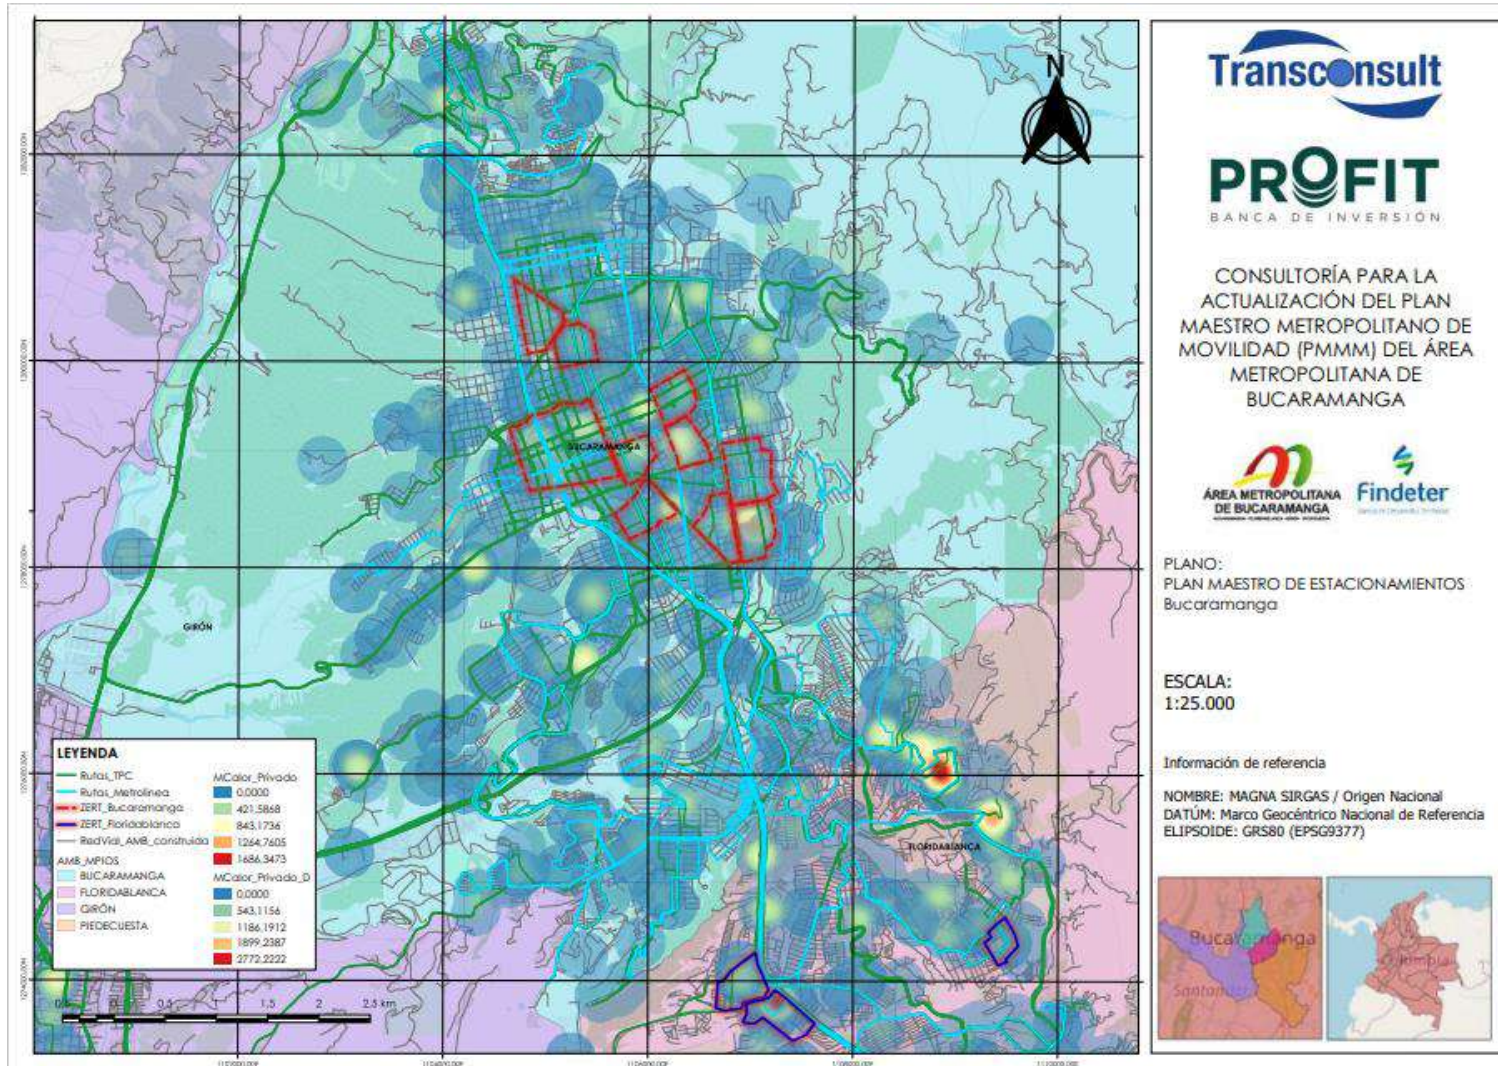 BUCARAMANGA
GIRÓN
FLORIDABLANCA
N
LEYENDA
Rutas_TPC
Rutas_Metrolinea
ZERT_Bucaramanga
ZERT_Floridablanca
RedVial_AMB_construida
AMB_MPIOS
BUCARAMANGA
FLORIDABLANCA
GIRÓN
PIEDECUESTA
MCalor_Privado
0,0000
421,5868
843,1736
1264,7605
1686,3473
MCalor_Privado_D
0,0000
543,1156
1186,1912
1899,2387
2772,2222
0,5
1,5
2
2,5 km
Transconsult
PROFIT
BANCA DE INVERSIÓN
CONSULTORÍA PARA LA
ACTUALIZACIÓN DEL PLAN
MAESTRO METROPOLITANO DE
MOVILIDAD (PMMM) DEL ÁREA
METROPOLITANA DE
BUCARAMANGA
ÁREA METROPOLITANA
DE BUCARAMANGA
Findeter
PLANO:
PLAN MAESTRO DE ESTACIONAMIENTOS
Bucaramanga
ESCALA:
1:25.000
Información de referencia
NOMBRE: MAGNA SIRGAS / Origen Nacional
DATÚM: Marco Geocéntrico Nacional de Referencia
ELIPSOIDE: GRS80 (EPSG9377)
Bucaramanga
Santander
Colombia